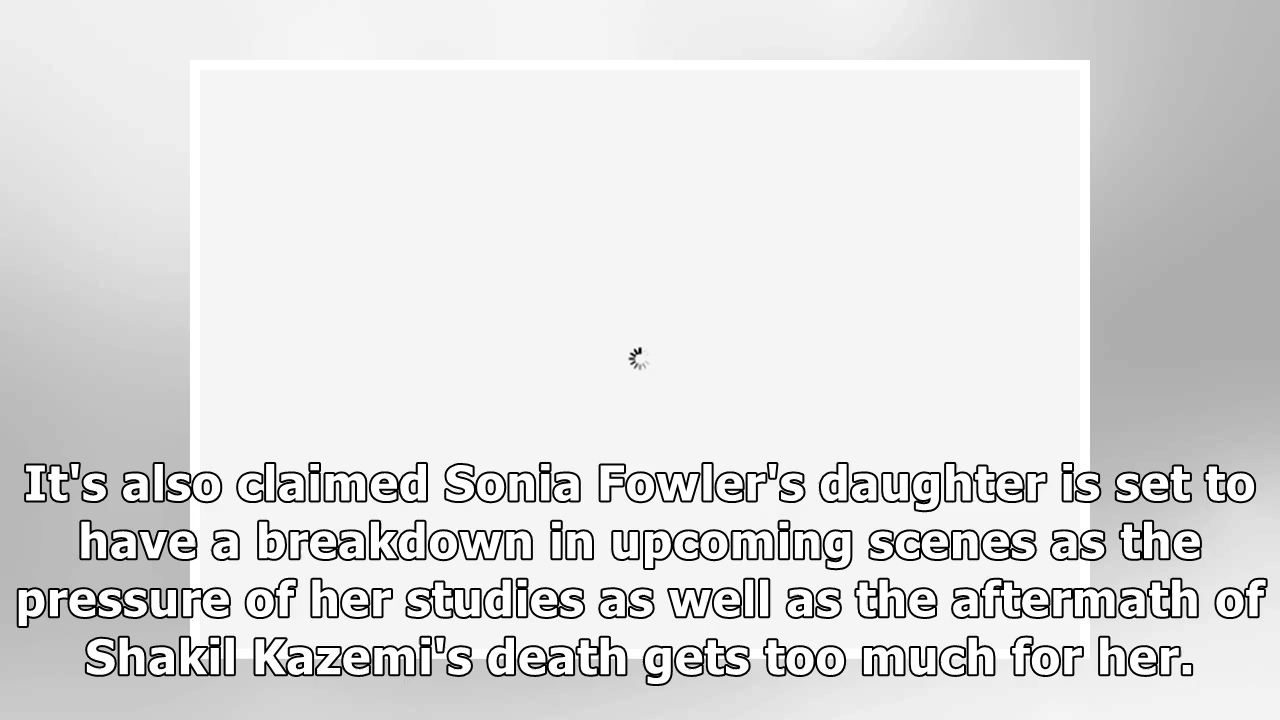 It's also claimed Sonia Fowler's daughter is set to
have a breakdown in upcoming scenes as the
pressure of her studies as well as the aftermath of
Shakil Kazemi's death gets too much for her.